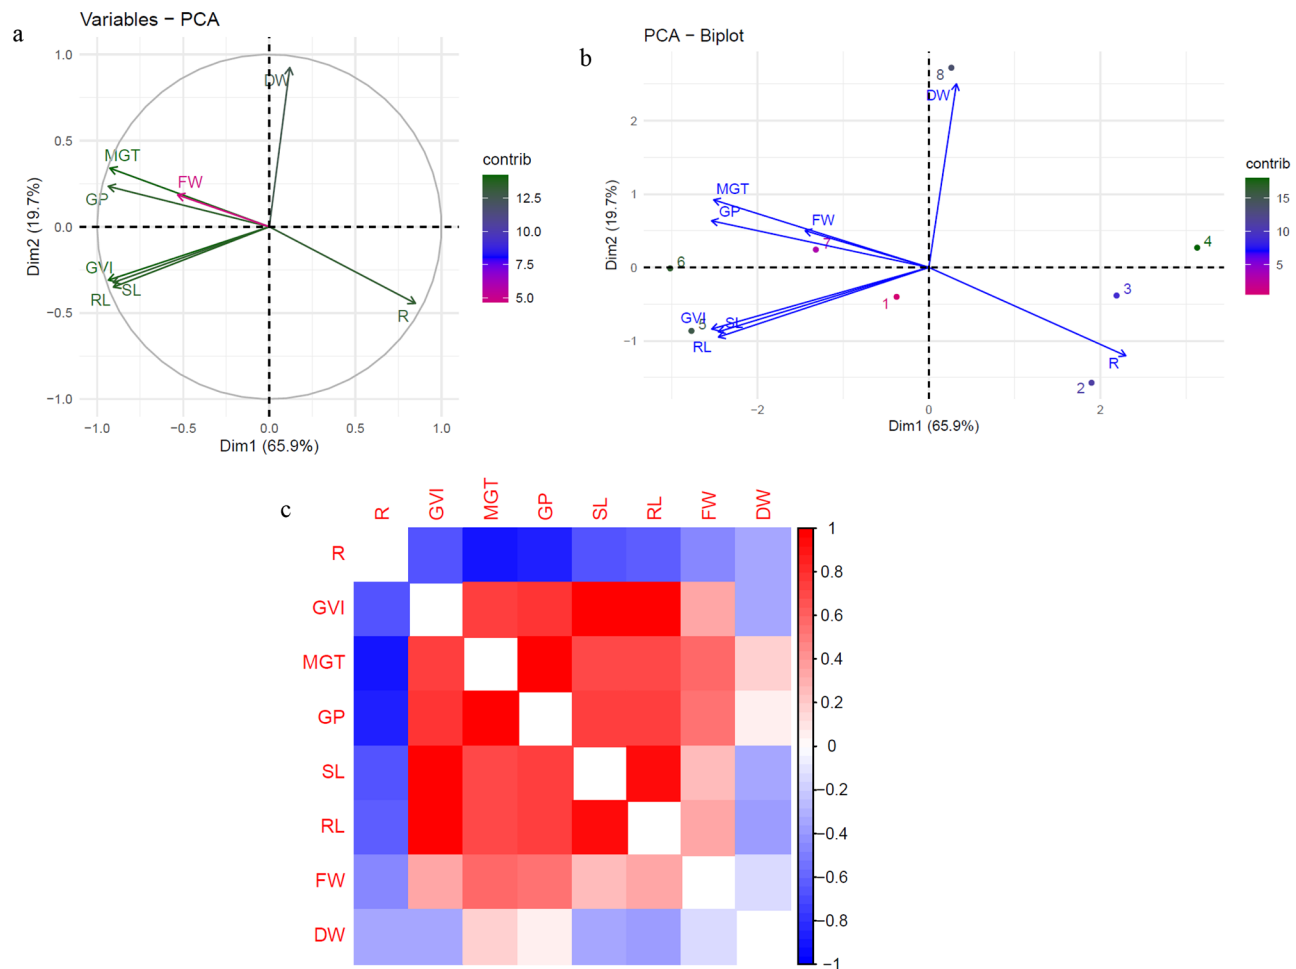 a
Variables − PCA
1.0
0.5
0.0
−0.5
−1.0
Dim2 (19.7%)
DW
MGT
FW
GP
GVI
SL
RL
R
−1.0 −0.5 0.0 0.5 1.0
Dim1 (65.9%)
contrib
12.5
10.0
7.5
5.0
b
PCA − Biplot
2
1
0
−1
Dim2 (19.7%)
8
DW
MGT
GP
FW
7
4
6
3
1
GVI
5
SL
RL
R
2
−2 0 2
Dim1 (65.9%)
contrib
15
10
5
c
R GVI MGT GP SL RL FW DW
R
GVI
MGT
GP
SL
RL
FW
DW
1
0.8
0.6
0.4
0.2
0
−0.2
−0.4
−0.6
−0.8
−1